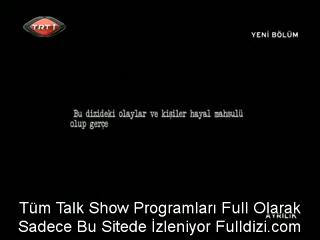 TRT 1
YENİ BÖLÜM
Bu dizideki olaylar ve kişiler hayal mahsulü
olup gerçe
AYRILIK
Tüm Talk Show Programları Full Olarak
Sadece Bu Sitede İzleniyor Fulldizi.com